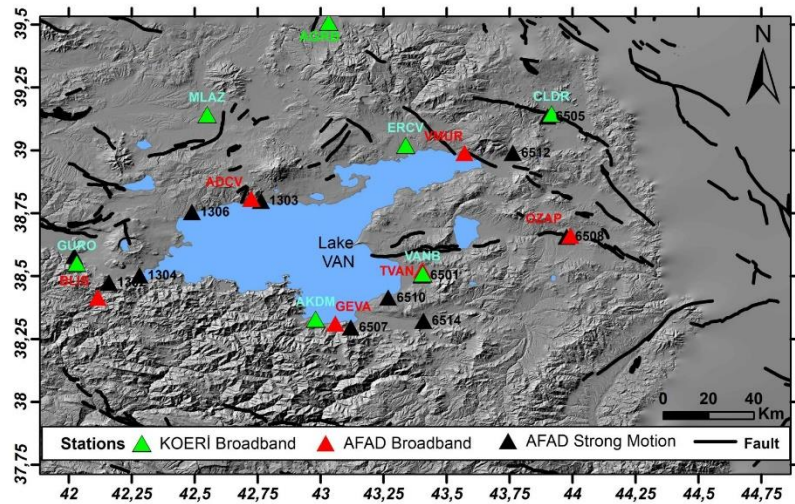 39,5
N
39,25
MLAZ
CLDR
6505
39
ERCV
VMUR
6512
ADCV
1303
38,75
1306
OZAP
6508
Lake
VAN
GURO
VANB
38,5
TVAN
6501
BLIS
1304
6510
AKDM
GEVA
38,25
6507
6514
38
0
20
40
Km
Stations
KOERİ Broadband
AFAD Broadband
AFAD Strong Motion
Fault
37,75
42
42,25
42,5
42,75
43
43,25
43,5
43,75
44
44,25
44,5
44,75